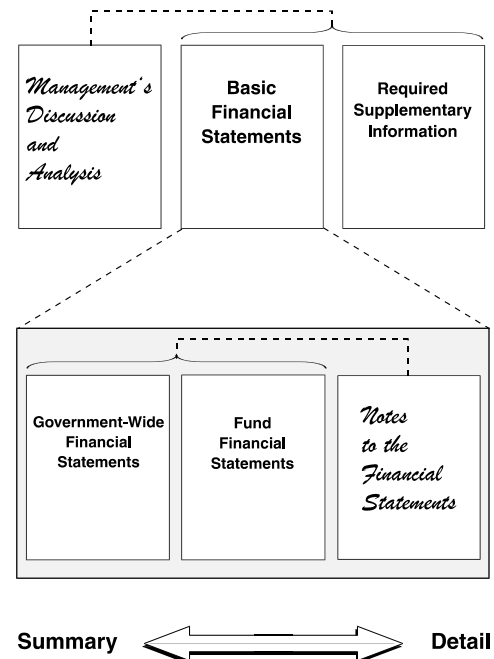 Management's
Discussion
and
Analysis
Basic
Financial
Statements
Required
Supplementary
Information
Government-Wide
Financial
Statements
Fund
Financial
Statements
Notes
to the
Financial
Statements
Summary
Detail